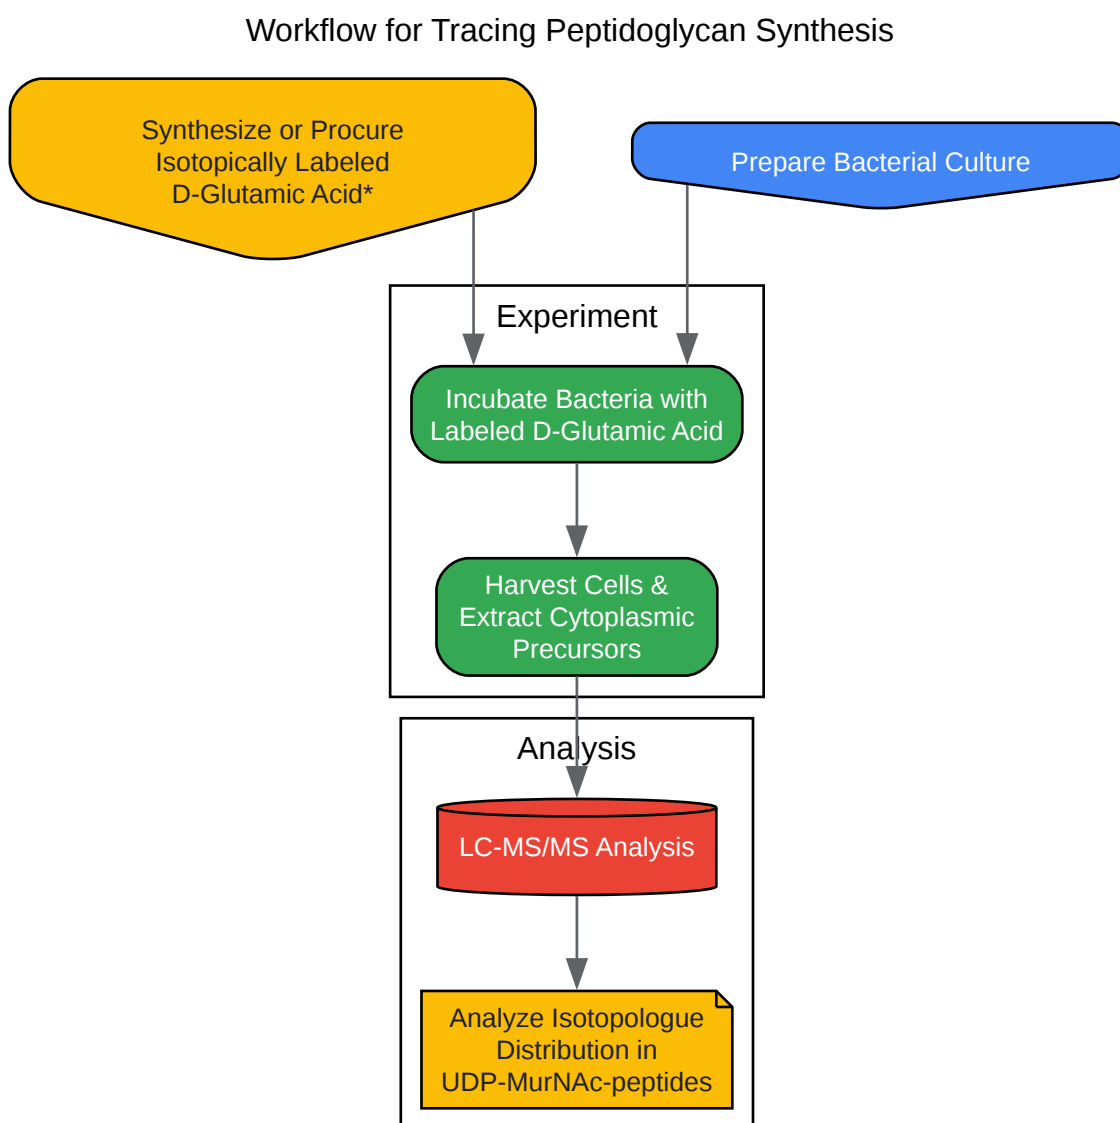 Workflow for Tracing Peptidoglycan Synthesis
Synthesize or Procure
Isotopically Labeled
D-Glutamic Acid*
Prepare Bacterial Culture
Experiment
Incubate Bacteria with
Labeled D-Glutamic Acid
Harvest Cells &
Extract Cytoplasmic
Precursors
Analysis
LC-MS/MS Analysis
Analyze Isotopologue
Distribution in
UDP-MurNAc-peptides